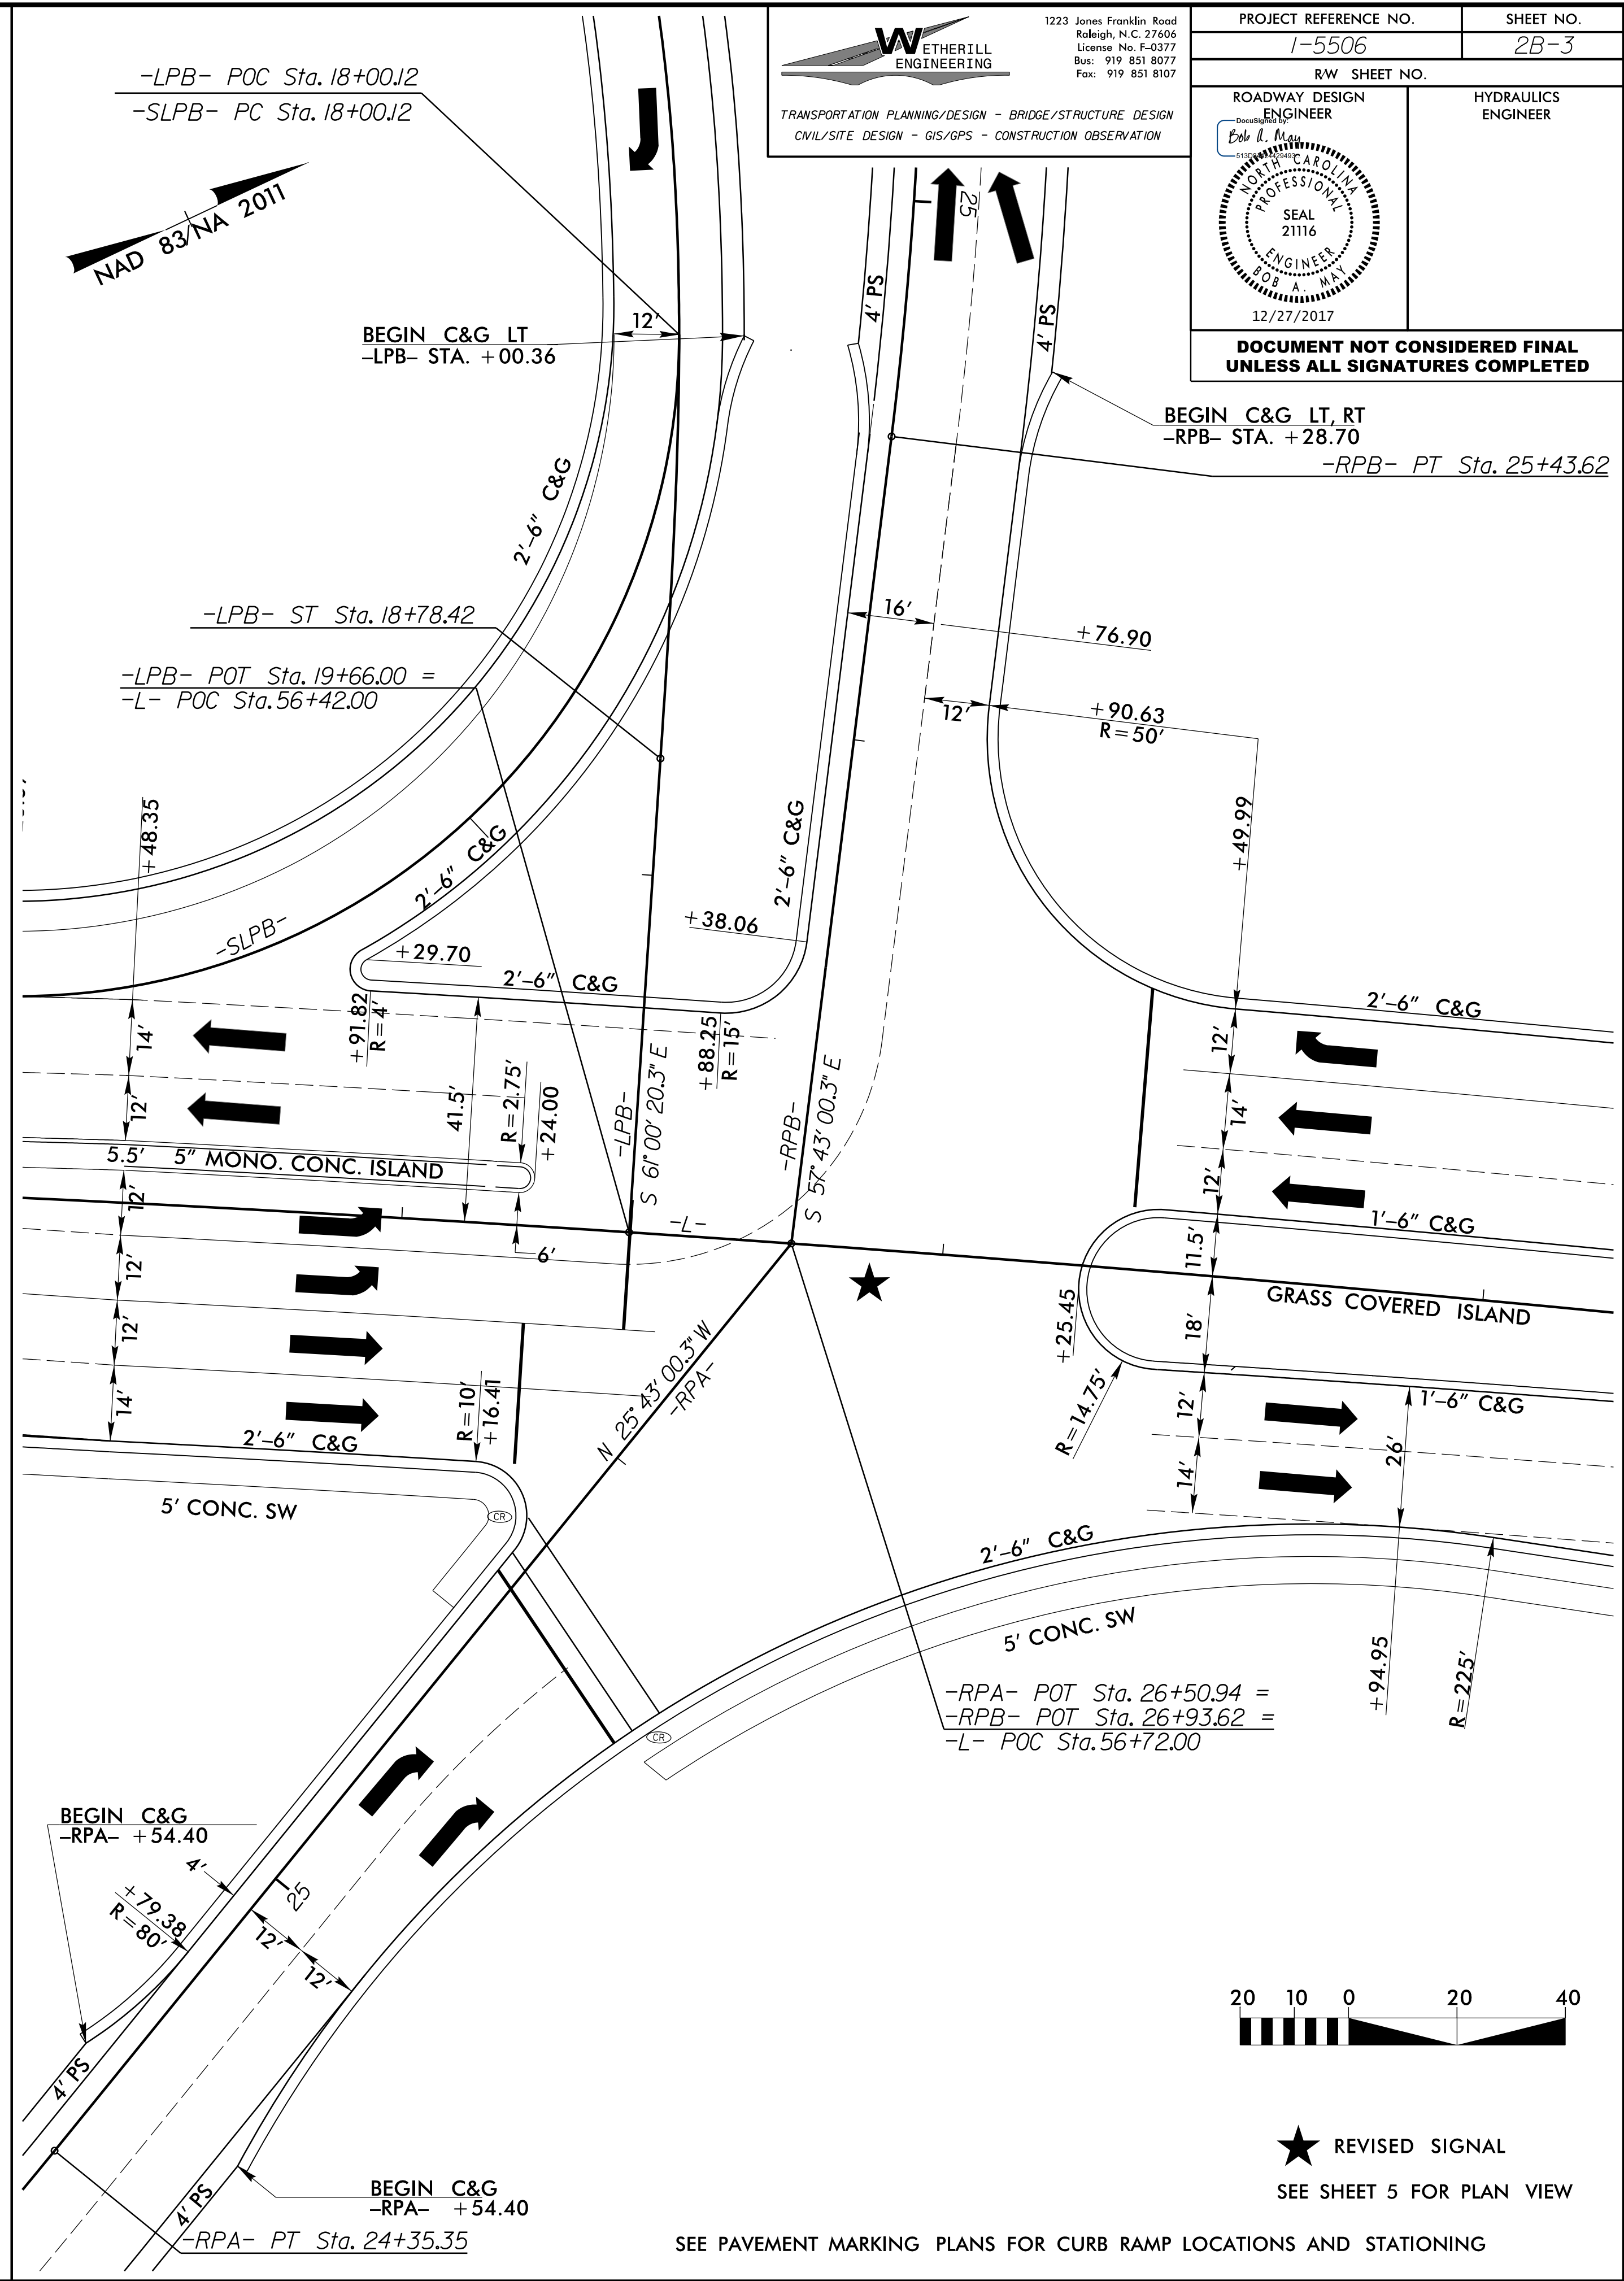 WETHERILL
ENGINEERING
1223 Jones Franklin Road
Raleigh, N.C. 27606
License No. F-0377
Bus: 919 851 8077
Fax: 919 851 8107
TRANSPORTATION PLANNING/DESIGN - BRIDGE/STRUCTURE DESIGN
CIVIL/SITE DESIGN - GIS/GPS - CONSTRUCTION OBSERVATION
PROJECT REFERENCE NO.
SHEET NO.
I-5506
2B-3
R/W SHEET NO.
ROADWAY DESIGN
ENGINEER
HYDRAULICS
ENGINEER
DocuSigned by:
Bob A. May
NORTH CAROLINA
PROFESSIONAL
SEAL
21116
ENGINEER
BOB A. MAY
12/27/2017
DOCUMENT NOT CONSIDERED FINAL
UNLESS ALL SIGNATURES COMPLETED
-LPB- POC Sta. 18+00.12
-SLPB- PC Sta. 18+00.12
NAD 83/NA 2011
BEGIN C&G LT
-LPB- STA. +00.36
12'
25
4' PS
4' PS
BEGIN C&G LT, RT
-RPB- STA. +28.70
-RPB- PT Sta. 25+43.62
2'-6" C&G
-LPB- ST Sta. 18+78.42
-LPB- POT Sta. 19+66.00 =
-L- POC Sta. 56+42.00
16'
+76.90
12'
+90.63
R=50'
+48.35
+49.99
2'-6" C&G
2'-6" C&G
-SLPB-
+38.06
+29.70
2'-6" C&G
2'-6" C&G
+91.82
R=4'
+88.25
R=15'
14'
12'
41.5'
R=2.75'
+24.00
-LPB-
S 61° 00' 20.3" E
-RPB-
S 57° 43' 00.3" E
12'
14'
12'
5.5'
5" MONO. CONC. ISLAND
12'
-L-
6'
1'-6" C&G
11.5'
GRASS COVERED ISLAND
12'
12'
14'
+25.45
18'
R=14.75'
1'-6" C&G
12'
14'
26'
R=10'
+16.41
N 25° 43' 00.3" W
-RPA-
2'-6" C&G
5' CONC. SW
CR
2'-6" C&G
5' CONC. SW
+94.95
R=225'
CR
-RPA- POT Sta. 26+50.94 =
-RPB- POT Sta. 26+93.62 =
-L- POC Sta. 56+72.00
BEGIN C&G
-RPA- +54.40
4'
+79.38
R=80'
25
12'
12'
4' PS
4' PS
BEGIN C&G
-RPA- +54.40
-RPA- PT Sta. 24+35.35
20 10 0 20 40
REVISED SIGNAL
SEE SHEET 5 FOR PLAN VIEW
SEE PAVEMENT MARKING PLANS FOR CURB RAMP LOCATIONS AND STATIONING